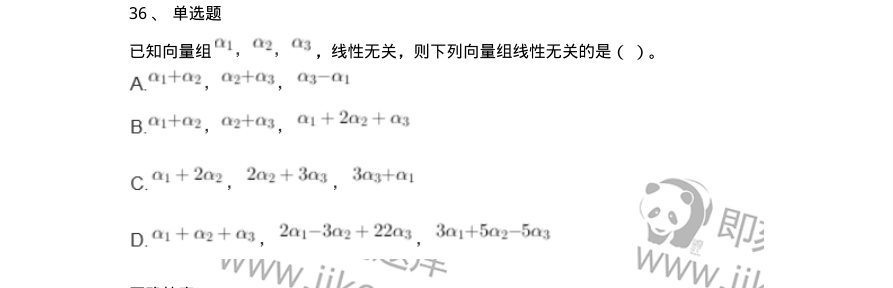 36 、 单选题
已知向量组α₁, α₂, α₃，线性无关，则下列向量组线性无关的是（ ）。
A.α₁+α₂, α₂+α₃, α₃−α₁
B.α₁+α₂, α₂+α₃, α₁+2α₂+α₃
C.α₁+2α₂, 2α₂+3α₃, 3α₃+α₁
D.α₁+α₂+α₃, 2α₁−3α₂+22α₃, 3α₁+5α₂−5α₃